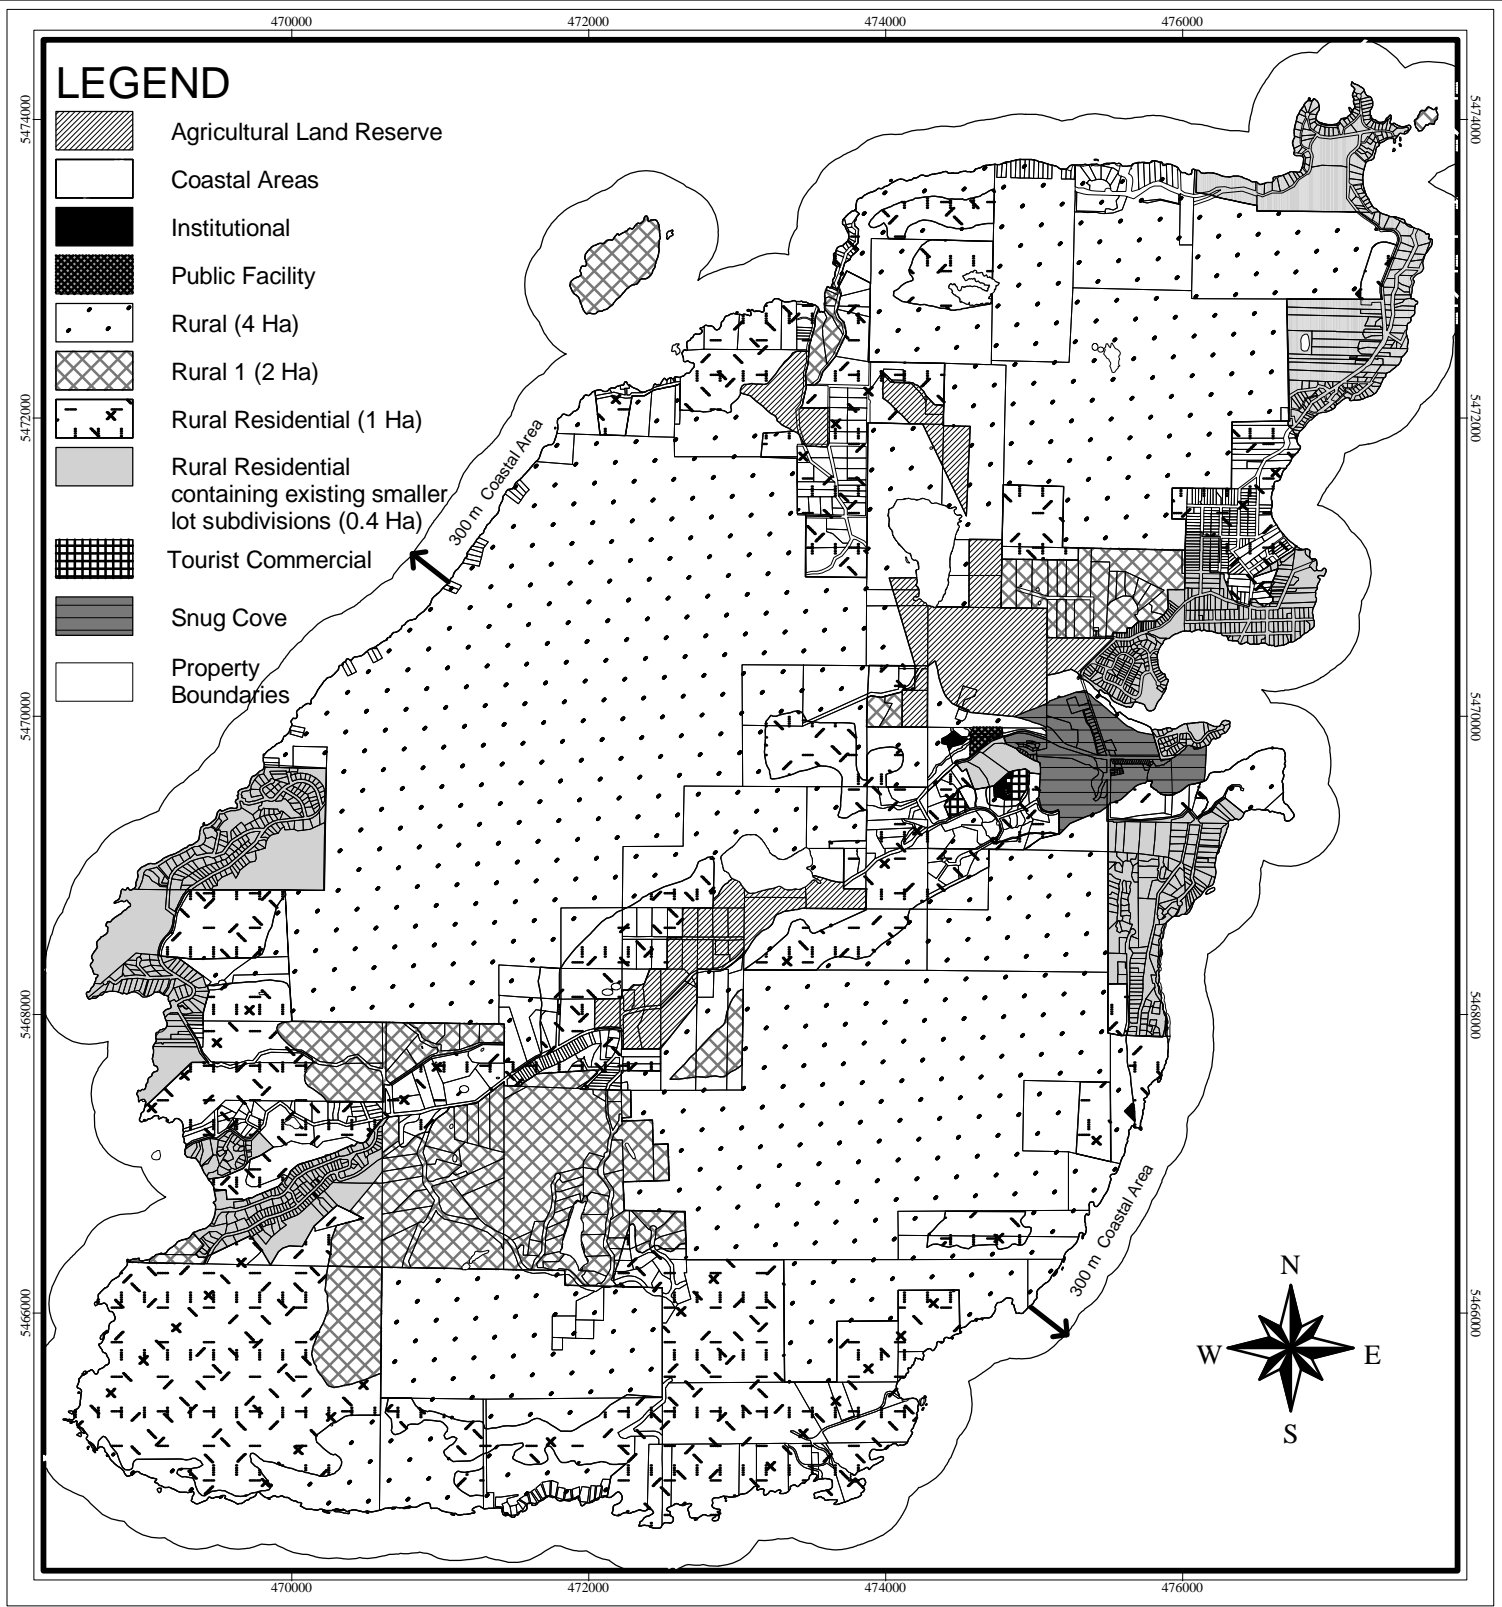 470000 472000 474000 476000
LEGEND
Agricultural Land Reserve
Coastal Areas
Institutional
Public Facility
Rural (4 Ha)
Rural 1 (2 Ha)
Rural Residential (1 Ha)
Rural Residential
containing existing smaller
lot subdivisions (0.4 Ha)
Tourist Commercial
Snug Cove
Property
Boundaries
300 m Coastal Area
300 m Coastal Area
5474000
5472000
5470000
5468000
5466000
5474000
5472000
5470000
5468000
5466000
N
W E
S
470000 472000 474000 476000